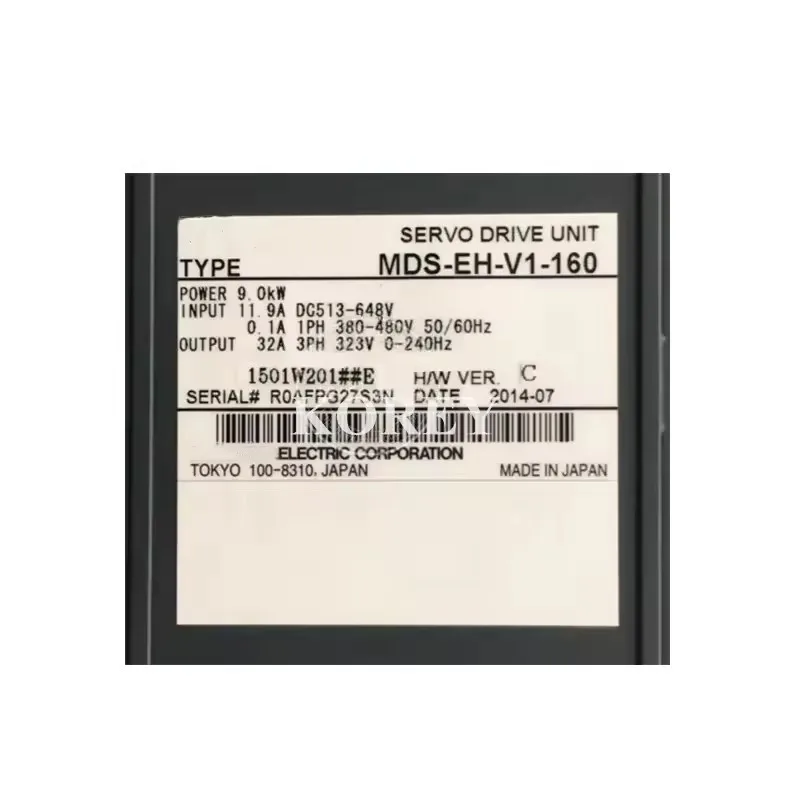 SERVO DRIVE UNIT
TYPE MDS-EH-V1-160
POWER 9.0kW
INPUT 11.9A DC513-648V
0.1A 1PH 380-480V 50/60Hz
OUTPUT 32A 3PH 323V 0-240Hz
1501W201##E H/W VER. C
SERIAL# R0AFPG27S3N DATE 2014-07
KOREY
ELECTRIC CORPORATION
TOKYO 100-8310, JAPAN MADE IN JAPAN